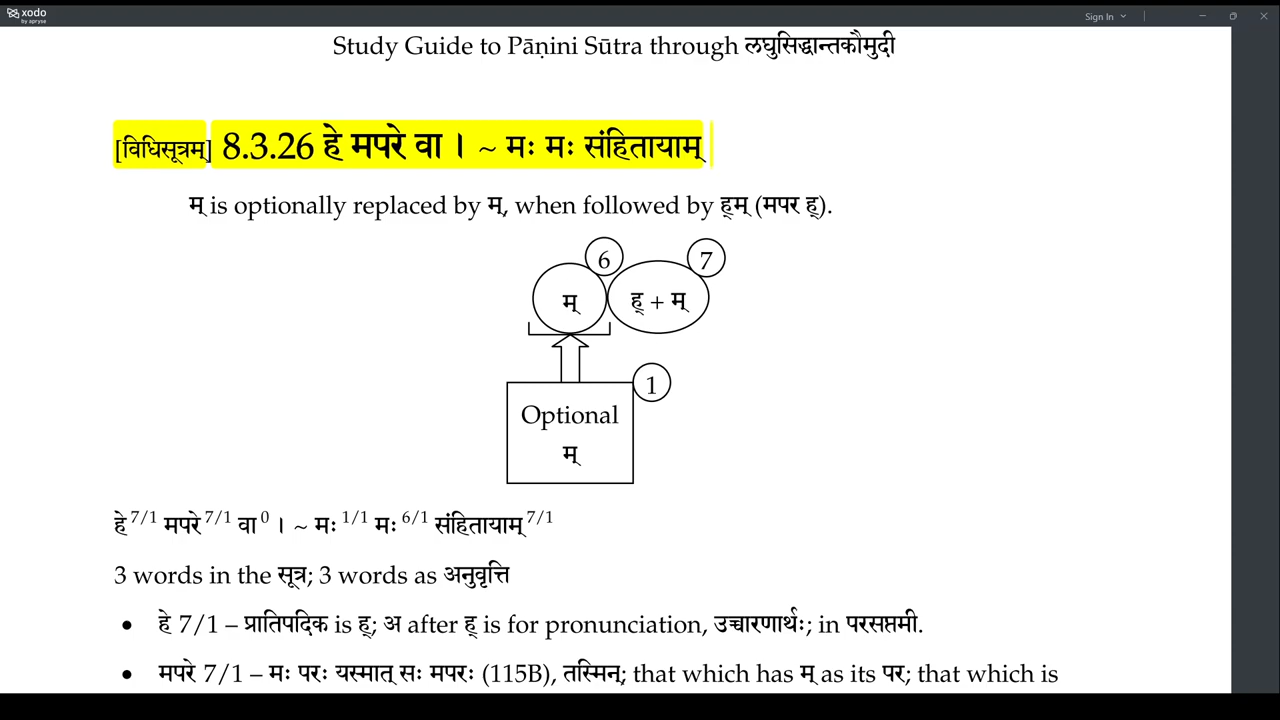 xodo
by apryse
Sign In
Study Guide to Pāṇini Sūtra through लघुसिद्धान्तकौमुदी
[विधिसूत्रम्] 8.3.26 हे मपरे वा । ~ मः मः संहितायाम्
म् is optionally replaced by म्, when followed by ह्म् (मपर ह्).
6
7
म्
ह् + म्
1
Optional
म्
हे 7/1 मपरे 7/1 वा 0 । ~ मः 1/1 मः 6/1 संहितायाम् 7/1
3 words in the सूत्र; 3 words as अनुवृत्ति
• हे 7/1 – प्रातिपदिक is ह्; अ after ह् is for pronunciation, उच्चारणार्थः; in परसप्तमी.
• मपरे 7/1 – मः परः यस्मात् सः मपरः (115B), तस्मिन्; that which has म् as its पर; that which is